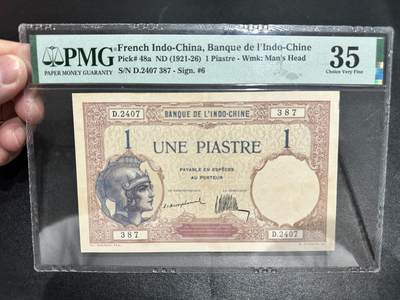 PMG
PAPER MONEY GUARANTY
French Indo-China, Banque de l'Indo-Chine
Pick# 48a ND (1921-26) 1 Piastre - Wmk: Man's Head
S/N D.2407 387 - Sign. #6
35
Choice Very Fine
D.2407
BANQUE DE L'INDO-CHINE
387
1
UNE PIASTRE
1
PAYABLE EN ESPÈCES
AU PORTEUR
387
D.2407